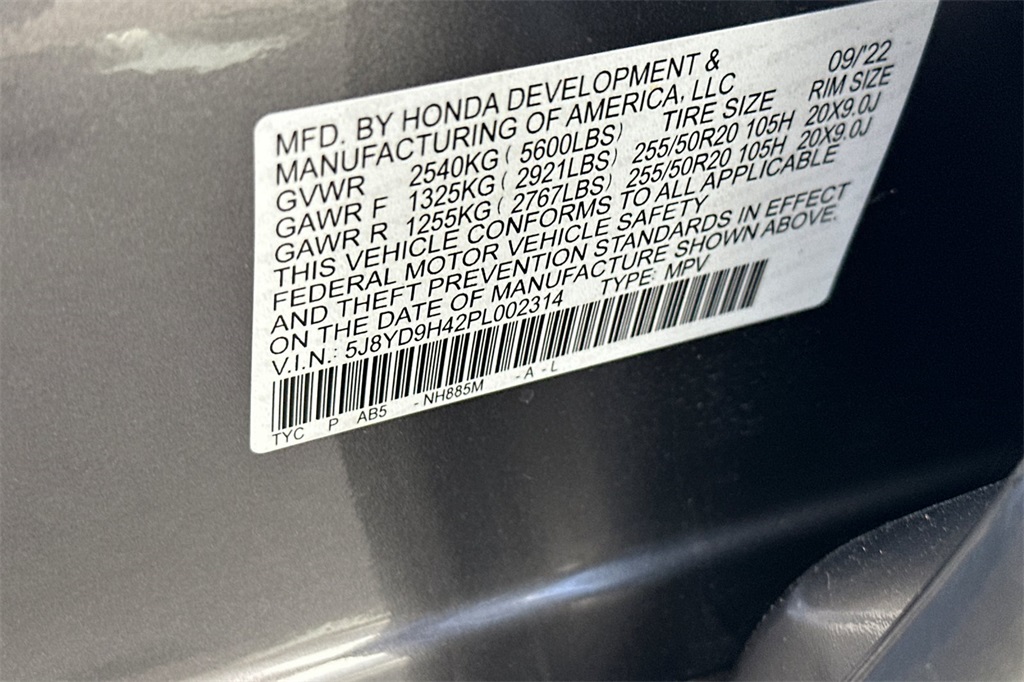 MFD. BY HONDA DEVELOPMENT & 09/'22
MANUFACTURING OF AMERICA, LLC RIM SIZE
GVWR 2540KG ( 5600LBS) TIRE SIZE 20X9.0J
GAWR F 1325KG ( 2921LBS) 255/50R20 105H 20X9.0J
GAWR R 1255KG ( 2767LBS) 255/50R20 105H
THIS VEHICLE CONFORMS TO ALL APPLICABLE
FEDERAL MOTOR VEHICLE SAFETY
AND THEFT PREVENTION STANDARDS IN EFFECT
ON THE DATE OF MANUFACTURE SHOWN ABOVE.
V.I.N.: 5J8YD9H42PL002314 TYPE: MPV
TYC P AB5 -NH885M -A-L